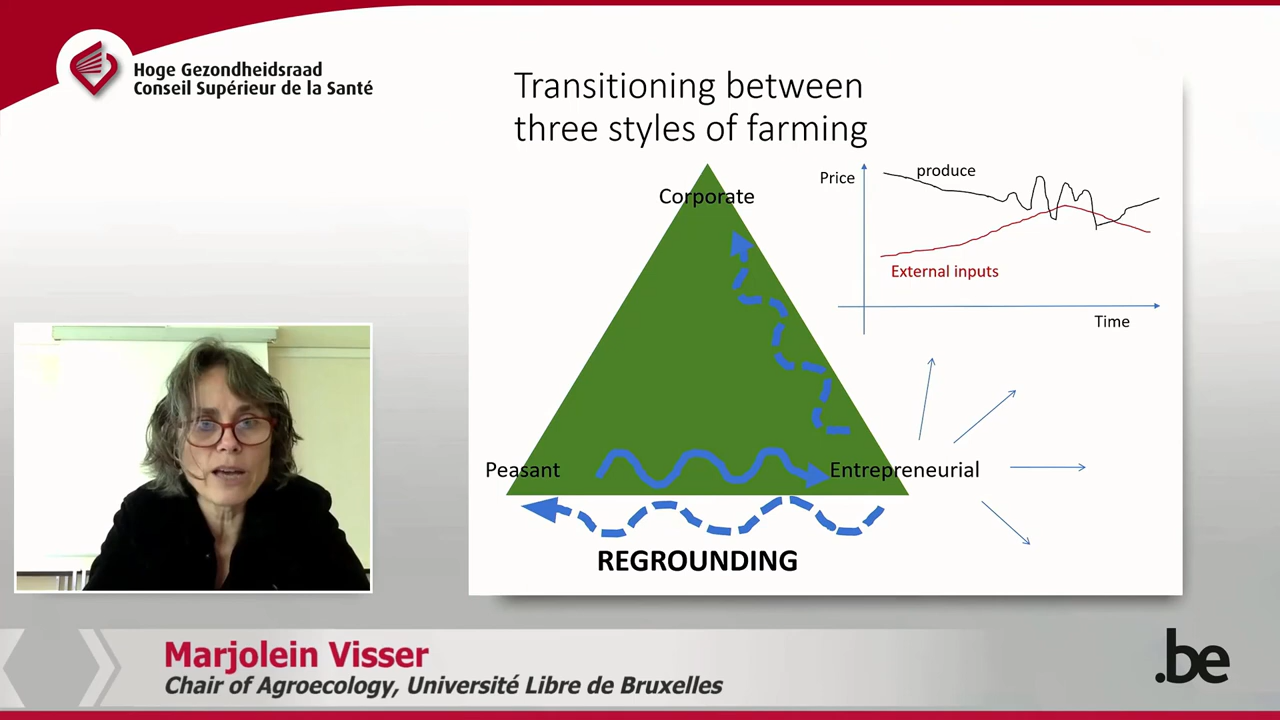 Hoge Gezondheidsraad
Conseil Supérieur de la Santé
Transitioning between
three styles of farming
Corporate
Peasant
Entrepreneurial
REGROUNDING
Price
produce
External inputs
Time
Marjolein Visser
Chair of Agroecology, Université Libre de Bruxelles
.be